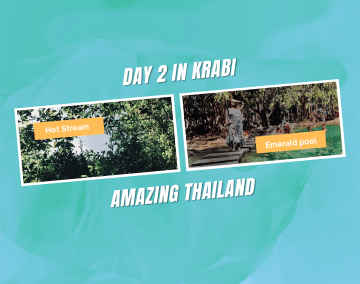 DAY 2 IN KRABI
Hot Stream
Emerald pool
AMAZING THAILAND